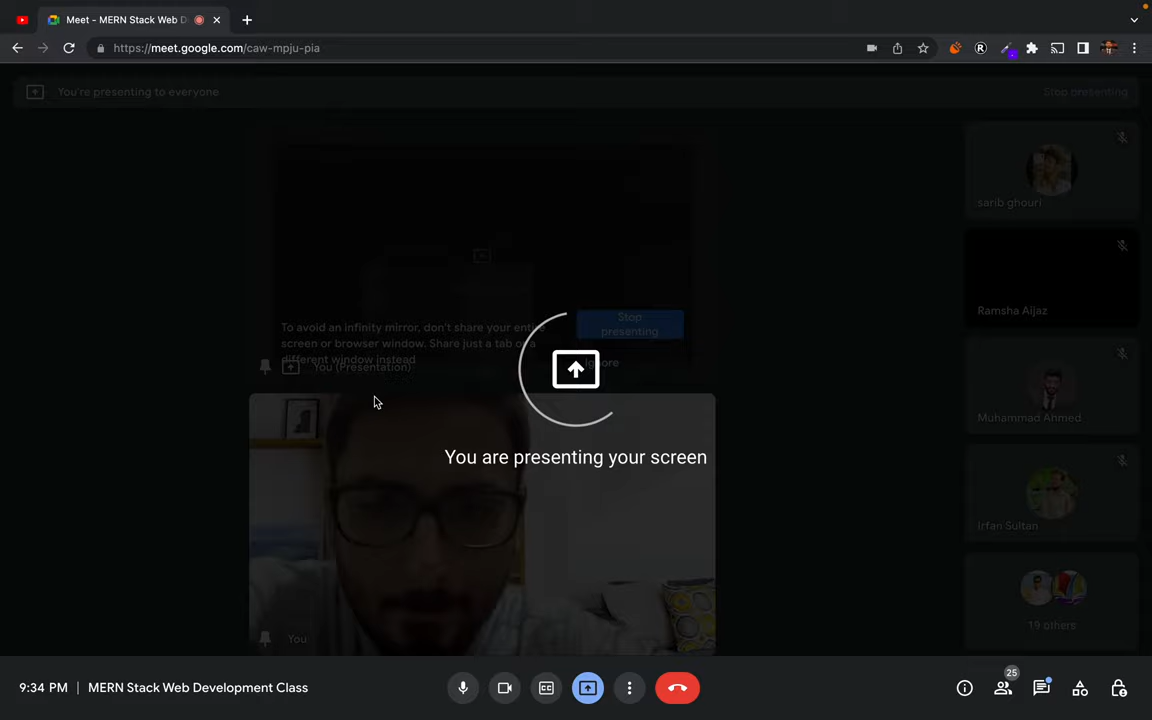 Meet - MERN Stack Web D
https://meet.google.com/caw-mpju-pia
You're presenting to everyone
Stop presenting
To avoid an infinity mirror, don't share your entire
screen or browser window. Share just a tab or a
different window instead
Stop
presenting
Ignore
You (Presentation)
You are presenting your screen
You
sarib ghouri
Ramsha Aijaz
Muhammad Ahmed
Irfan Sultan
19 others
9:34 PM | MERN Stack Web Development Class
25